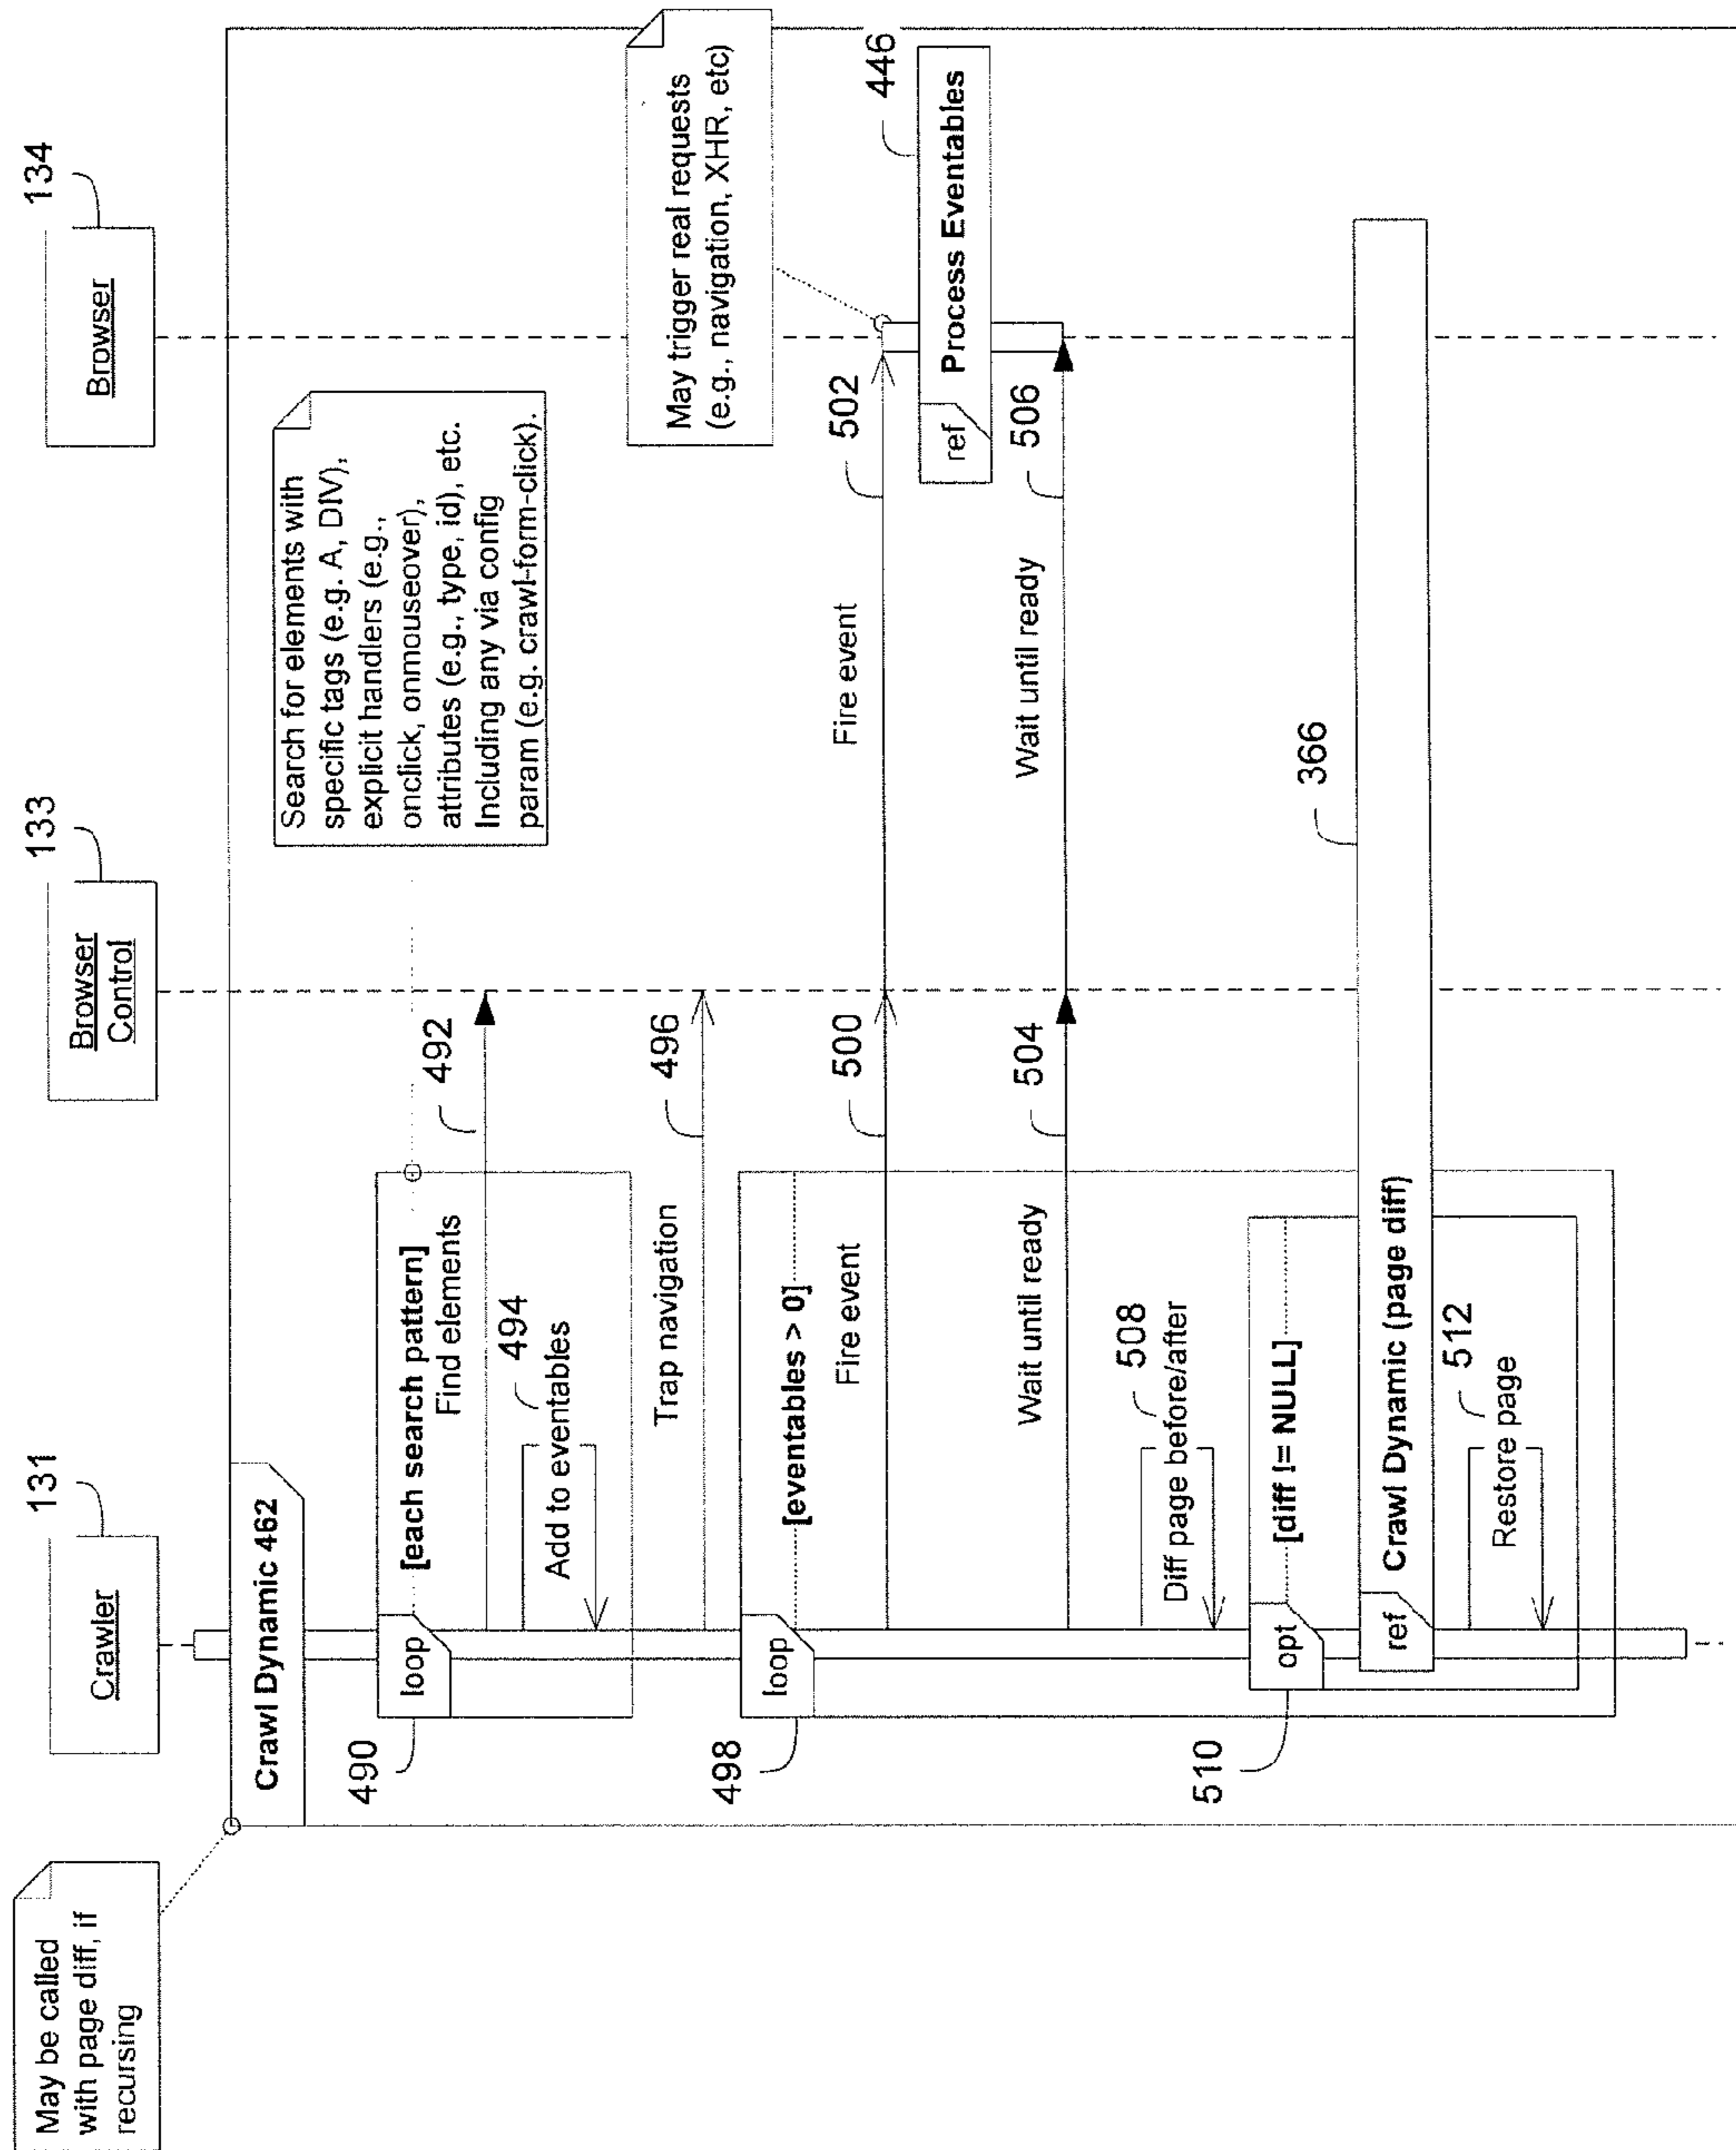 May be called
with page diff, if
recursing
131
Crawler
133
Browser
Control
134
Browser
Crawl Dynamic 462
Search for elements with
specific tags (e.g. A, DIV),
explicit handlers (e.g.,
onclick, onmouseover),
attributes (e.g., type, id), etc.
Including any via config
param (e.g. crawl-form-click).
490
loop
[each search pattern]
Find elements
492
494
Add to eventables
Trap navigation
496
May trigger real requests
(e.g., navigation, XHR, etc)
498
loop
[eventables > 0]
Fire event
500
Fire event
502
446
ref
Process Eventables
Wait until ready
504
Wait until ready
506
508
Diff page before/after
510
opt
[diff != NULL]
366
ref
Crawl Dynamic (page diff)
512
Restore page